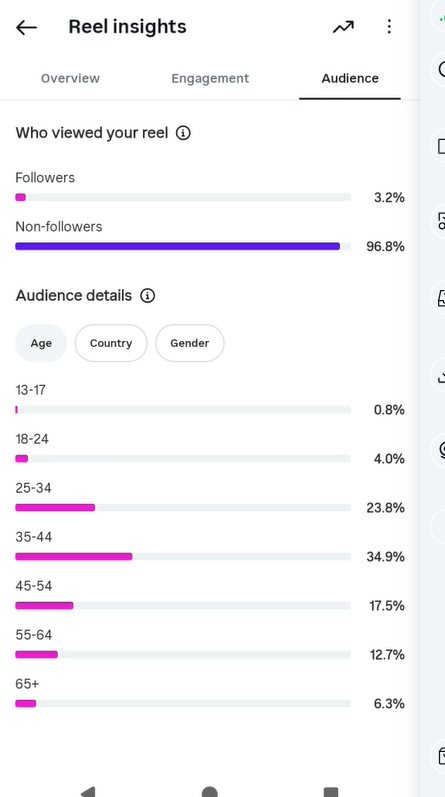 Reel insights
Overview
Engagement
Audience
Who viewed your reel
Followers
3.2%
Non-followers
96.8%
Audience details
Age
Country
Gender
13-17
0.8%
18-24
4.0%
25-34
23.8%
35-44
34.9%
45-54
17.5%
55-64
12.7%
65+
6.3%